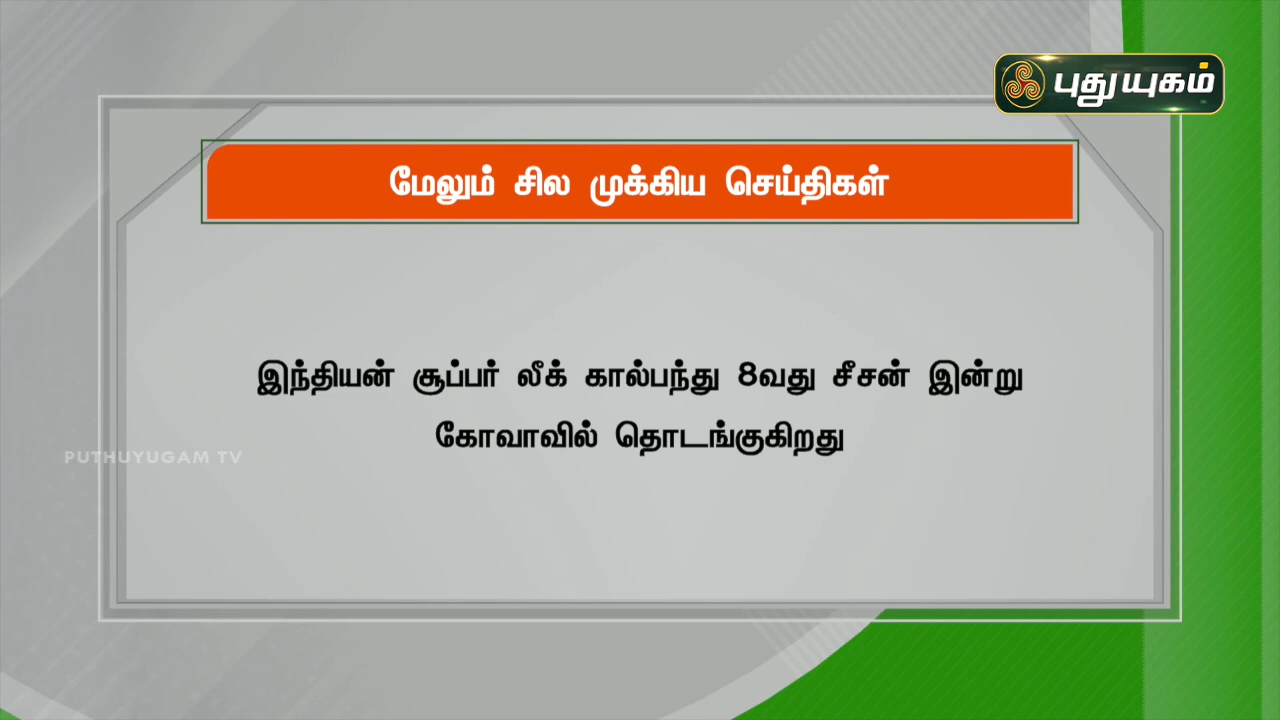 புதுயுகம்
மேலும் சில முக்கிய செய்திகள்
இந்தியன் சூப்பர் லீக் கால்பந்து 8வது சீசன் இன்று
கோவாவில் தொடங்குகிறது
PUTHUYUGAM TV